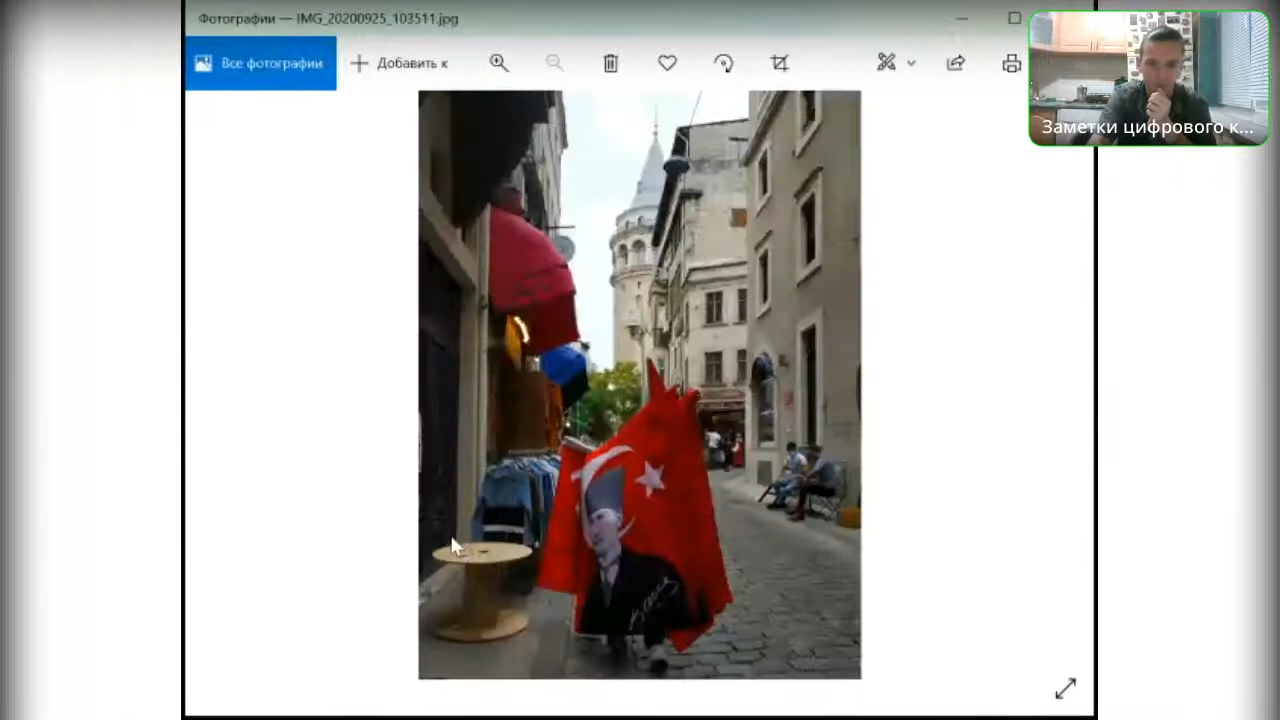 Фотографии — IMG_20200925_103511.jpg
Все фотографии
Добавить к
Заметки цифрового к...